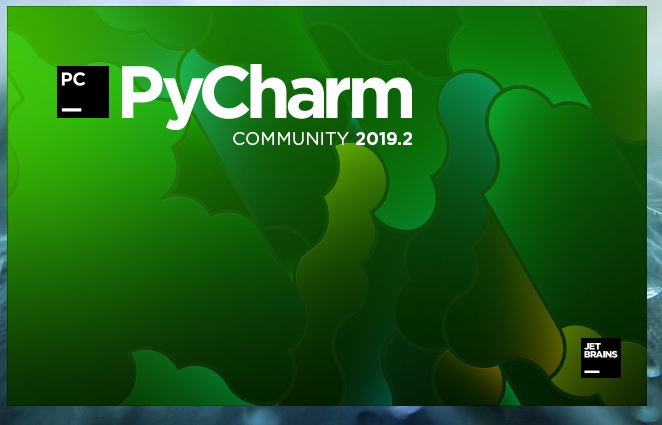 PC
PyCharm
COMMUNITY 2019.2
JET
BRAINS